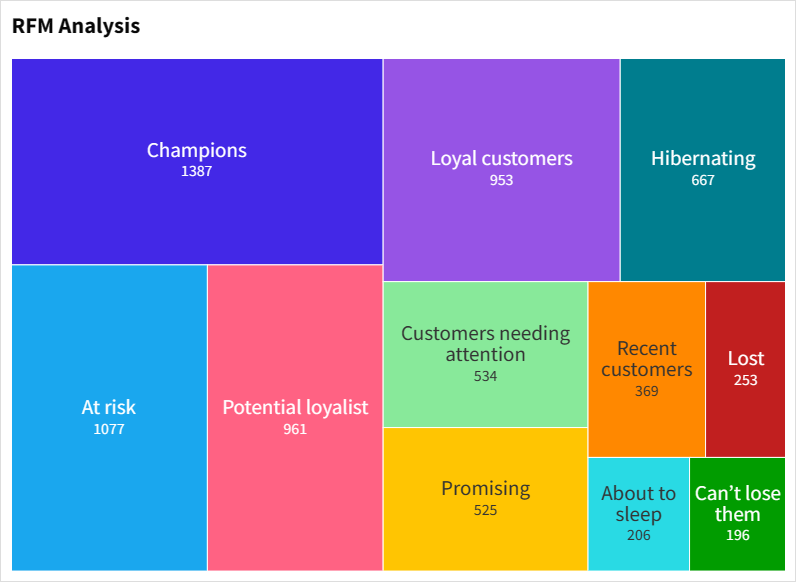 RFM Analysis
Champions
1387
Loyal customers
953
Hibernating
667
At risk
1077
Potential loyalist
961
Customers needing
attention
534
Promising
525
Recent
customers
369
Lost
253
About to
sleep
206
Can’t lose
them
196